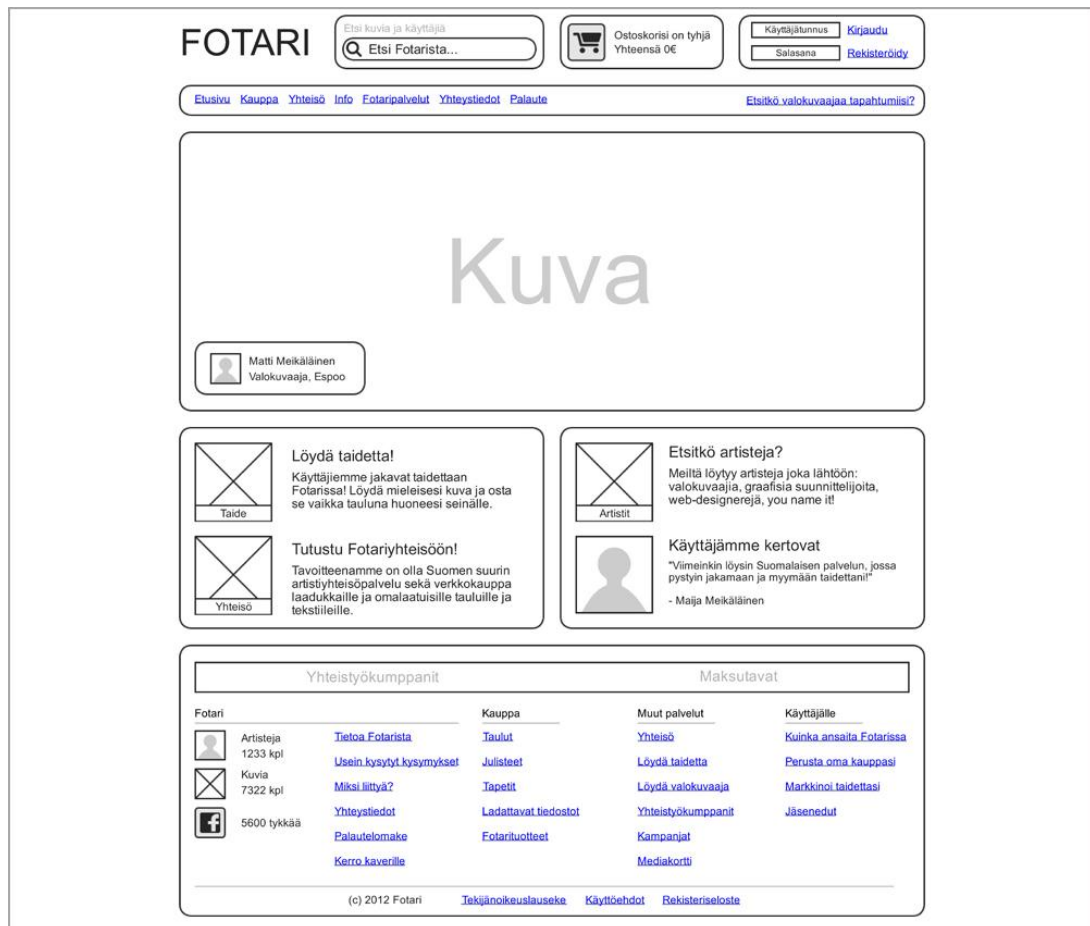 FOTARI
Etsi kuvia ja käyttäjiä
Etsi Fotarista...
Ostoskorisi on tyhjä
Yhteensä 0€
Käyttäjätunnus Kirjaudu
Salasana Rekisteröidy
Etusivu Kauppa Yhteisö Info Fotaripalvelut Yhteystiedot Palaute Etsitkö valokuvaajaa tapahtumiisi?
Kuva
Matti Meikäläinen
Valokuvaaja, Espoo
Löydä taidetta!
Käyttäjiemme jakavat taidettaan
Fotarissa! Löydä mieleisesi kuva ja osta
se vaikka tauluna huoneesi seinälle.
Taide
Tutustu Fotariyhteisöön!
Tavoitteenamme on olla Suomen suurin
artistiyhteisöpalvelu sekä verkkokauppa
laadukkaille ja omalaatuisille tauluille ja
tekstiileille.
Yhteisö
Etsitkö artisteja?
Meiltä löytyy artisteja joka lähtöön:
valokuvaajia, graafisia suunnittelijoita,
web-designerejä, you name it!
Artistit
Käyttäjämme kertovat
"Viimeinkin löysin Suomalaisen palvelun, jossa
pystyin jakamaan ja myymään taidettani!"
- Maija Meikäläinen
Yhteistyökumppanit Maksutavat
Fotari
Artisteja
1233 kpl
Kuvia
7322 kpl
5600 tykkää
Tietoa Fotarista
Usein kysytyt kysymykset
Miksi liittyä?
Yhteystiedot
Palautelomake
Kerro kaverille
Kauppa
Taulut
Julisteet
Tapetit
Ladattavat tiedostot
Fotarituotteet
Muut palvelut
Yhteisö
Löydä taidetta
Löydä valokuvaaja
Yhteistyökumppanit
Kampanjat
Mediakortti
Käyttäjälle
Kuinka ansaita Fotarissa
Perusta oma kauppasi
Markkinoi taidettasi
Jäsenedut
(c) 2012 Fotari Tekijänoikeuslauseke Käyttöehdot Rekisteriseloste